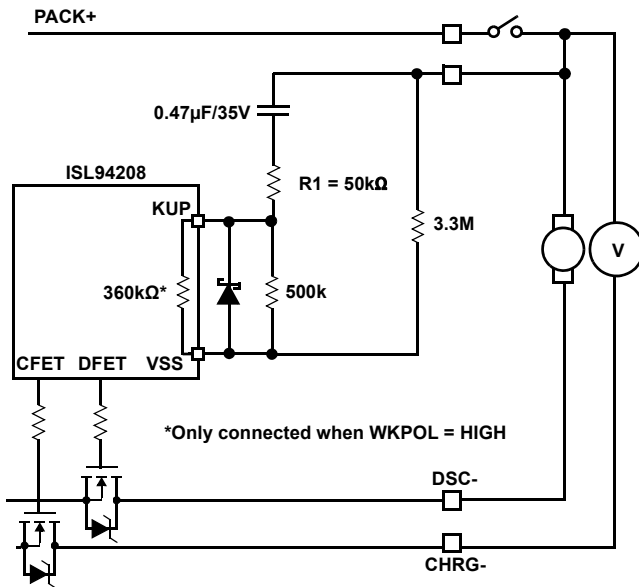 PACK+
0.47µF/35V
ISL94208
R1 = 50kΩ
KUP
3.3M
V
360kΩ*
500k
CFET DFET VSS
*Only connected when WKPOL = HIGH
DSC-
CHRG-